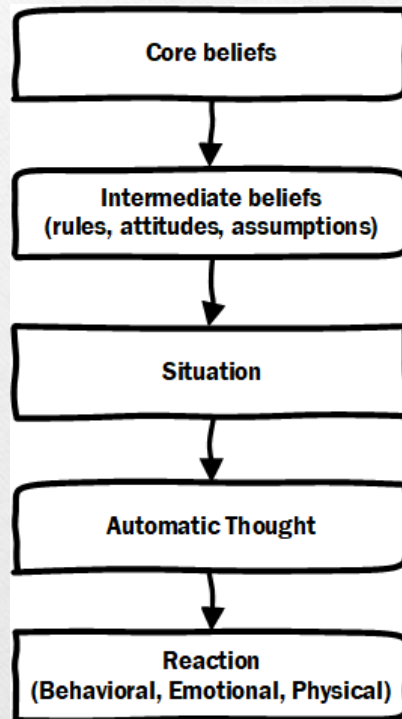 Core beliefs
Intermediate beliefs
(rules, attitudes, assumptions)
Situation
Automatic Thought
Reaction
(Behavioral, Emotional, Physical)